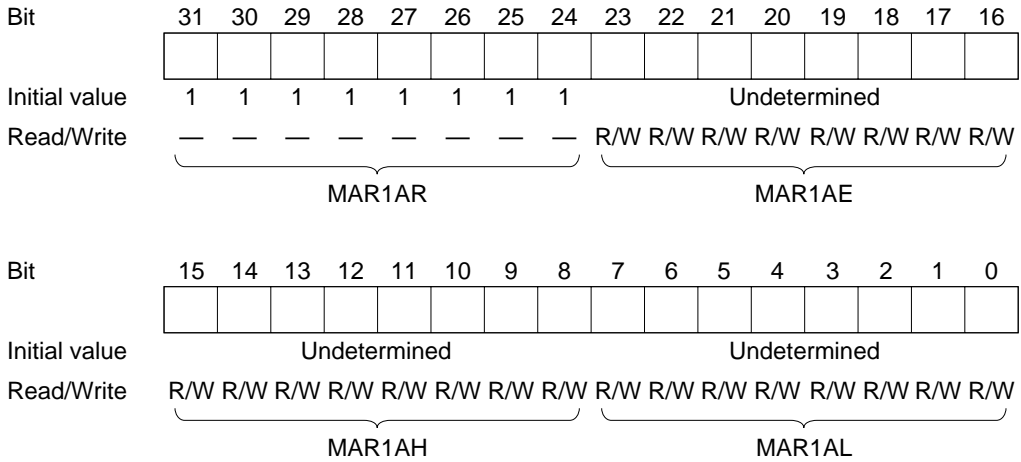 Bit 31 30 29 28 27 26 25 24 23 22 21 20 19 18 17 16
Initial value 1 1 1 1 1 1 1 1 Undetermined
Read/Write — — — — — — — — R/W R/W R/W R/W R/W R/W R/W R/W
MAR1AR MAR1AE
Bit 15 14 13 12 11 10 9 8 7 6 5 4 3 2 1 0
Initial value Undetermined Undetermined
Read/Write R/W R/W R/W R/W R/W R/W R/W R/W R/W R/W R/W R/W R/W R/W R/W R/W
MAR1AH MAR1AL